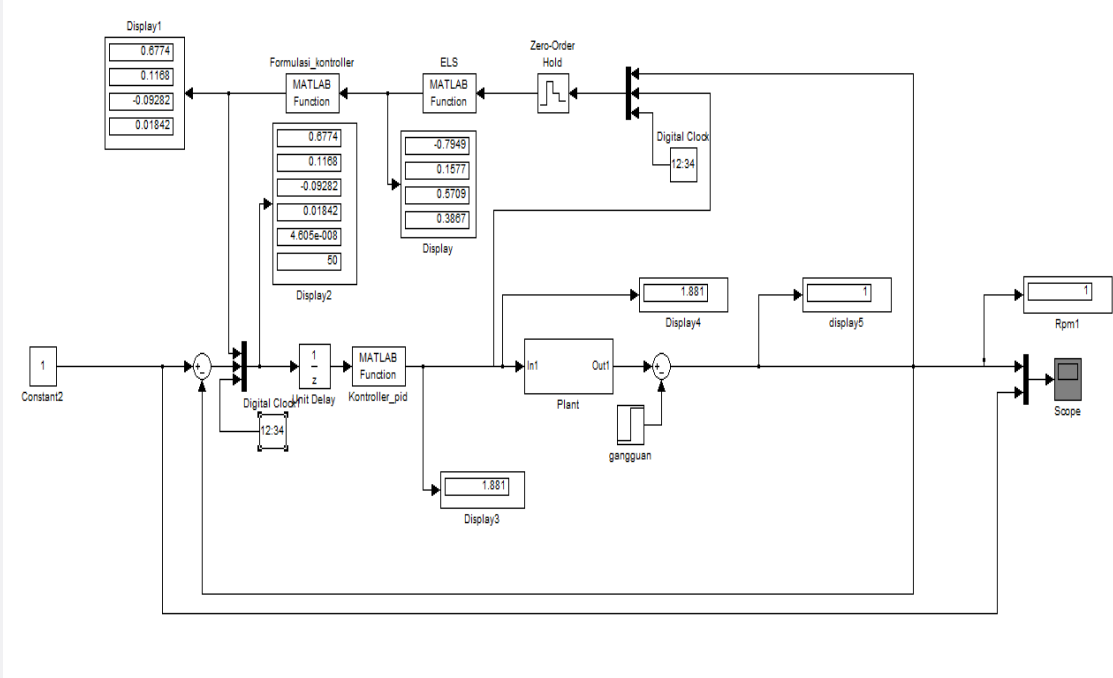 Display1
0.6774
0.1168
-0.09282
0.01842
Formulasi_kontroller
MATLAB
Function
ELS
MATLAB
Function
Zero-Order
Hold
Digital Clock
12:34
0.6774
0.1168
-0.09282
0.01842
4.605e-008
50
Display2
-0.7949
0.1577
0.5709
0.3867
Display
1.881
Display4
1
display5
1
Rpm1
1
Constant2
+
-
Digital Clock1
12:34
1
z
Unit Delay
MATLAB
Function
Kontroller_pid
In1
Out1
Plant
+
-
gangguan
Scope
1.881
Display3